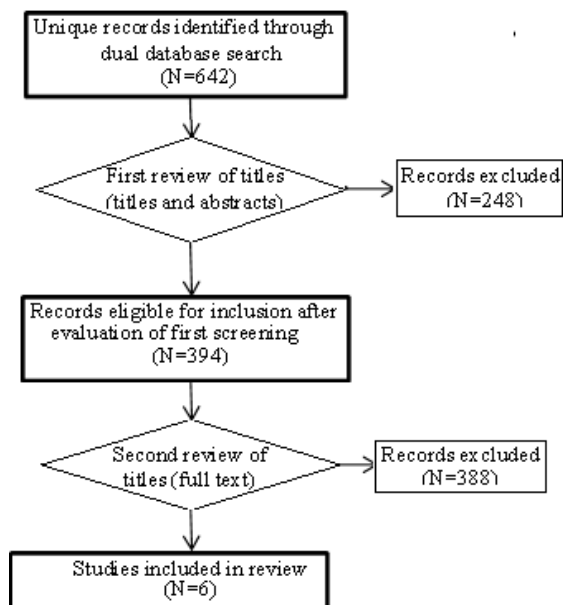 Unique records identified through
dual database search
(N=642)
First review of titles
(titles and abstracts)
Records excluded
(N=248)
Records eligible for inclusion after
evaluation of first screening
(N=394)
Second review of
titles (full text)
Records excluded
(N=388)
Studies included in review
(N=6)